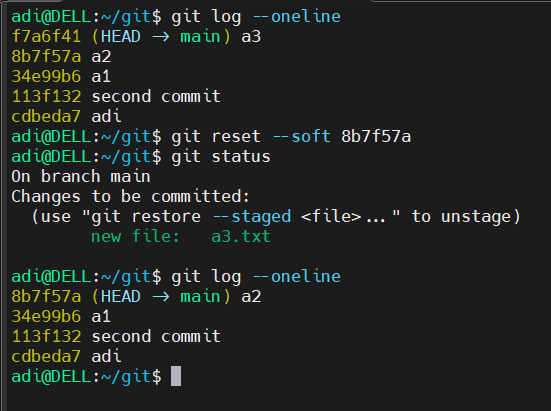 adi@DELL:~/git$ git log --oneline
f7a6f41 (HEAD → main) a3
8b7f57a a2
34e99b6 a1
113f132 second commit
cdbeda7 adi
adi@DELL:~/git$ git reset --soft 8b7f57a
adi@DELL:~/git$ git status
On branch main
Changes to be committed:
  (use "git restore --staged <file>..." to unstage)
        new file:   a3.txt

adi@DELL:~/git$ git log --oneline
8b7f57a (HEAD → main) a2
34e99b6 a1
113f132 second commit
cdbeda7 adi
adi@DELL:~/git$